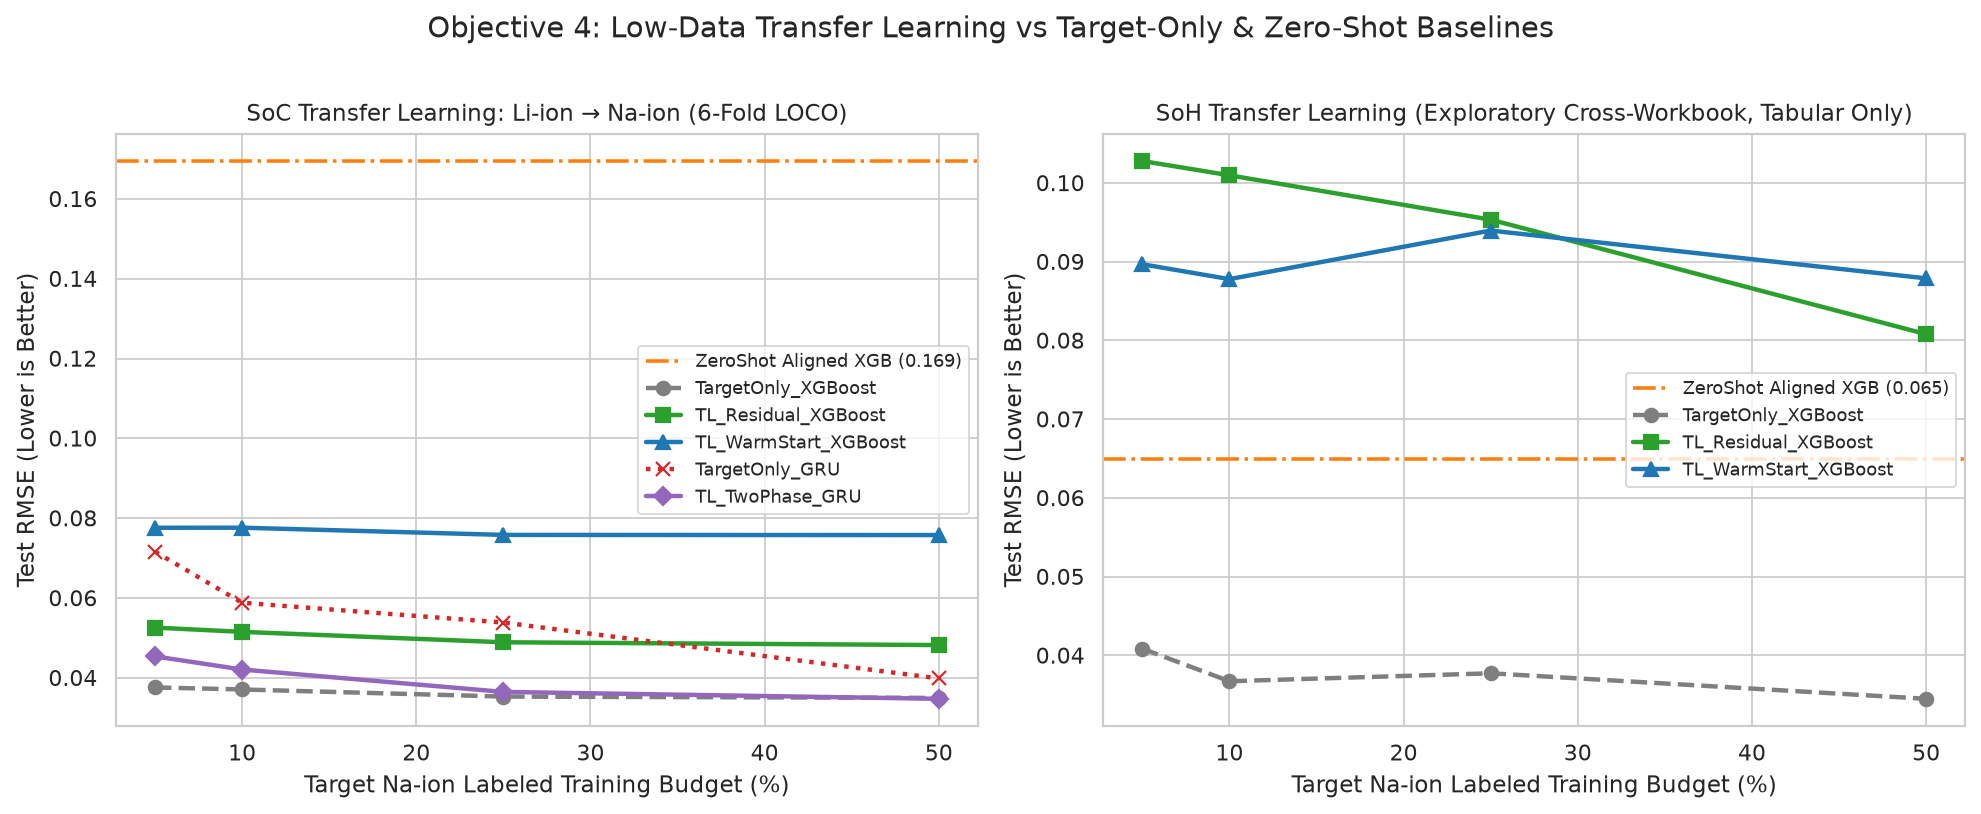 Objective 4: Low-Data Transfer Learning vs Target-Only & Zero-Shot Baselines
SoC Transfer Learning: Li-ion → Na-ion (6-Fold LOCO)
Test RMSE (Lower is Better)
0.16
0.14
0.12
0.10
0.08
0.06
0.04
ZeroShot Aligned XGB (0.169)
TargetOnly_XGBoost
TL_Residual_XGBoost
TL_WarmStart_XGBoost
TargetOnly_GRU
TL_TwoPhase_GRU
10
20
30
40
50
Target Na-ion Labeled Training Budget (%)
SoH Transfer Learning (Exploratory Cross-Workbook, Tabular Only)
Test RMSE (Lower is Better)
0.10
0.09
0.08
0.07
0.06
0.05
0.04
ZeroShot Aligned XGB (0.065)
TargetOnly_XGBoost
TL_Residual_XGBoost
TL_WarmStart_XGBoost
10
20
30
40
50
Target Na-ion Labeled Training Budget (%)